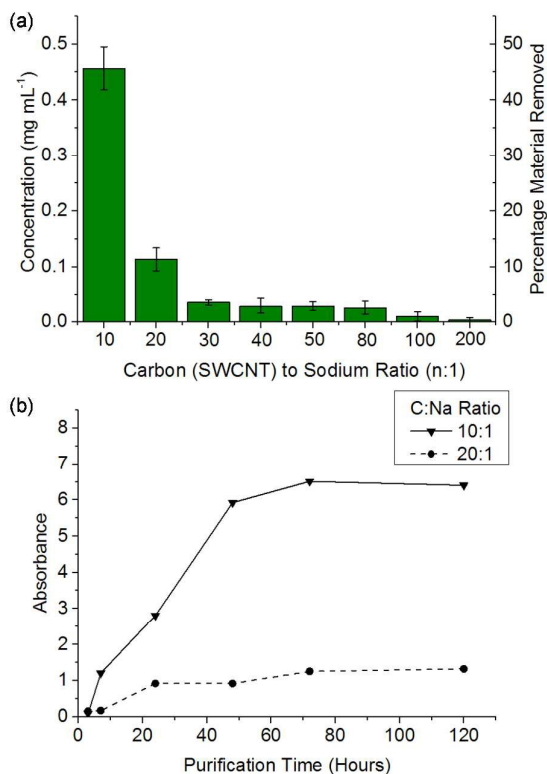 (a)
0.5
0.4
0.3
0.2
0.1
0.0
Concentration (mg mL⁻¹)
50
40
30
20
10
0
Percentage Material Removed
10 20 30 40 50 80 100 200
Carbon (SWCNT) to Sodium Ratio (n:1)
(b)
C:Na Ratio
10:1
20:1
8
7
6
5
4
3
2
1
0
Absorbance
0 20 40 60 80 100 120
Purification Time (Hours)